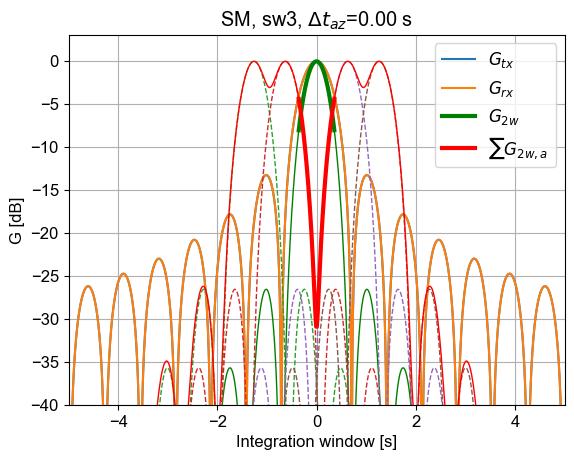 SM, sw3, Δt_az=0.00 s
G_tx
G_rx
G_2w
∑G_2w,a
G [dB]
0
−5
−10
−15
−20
−25
−30
−35
−40
−4
−2
0
2
4
Integration window [s]